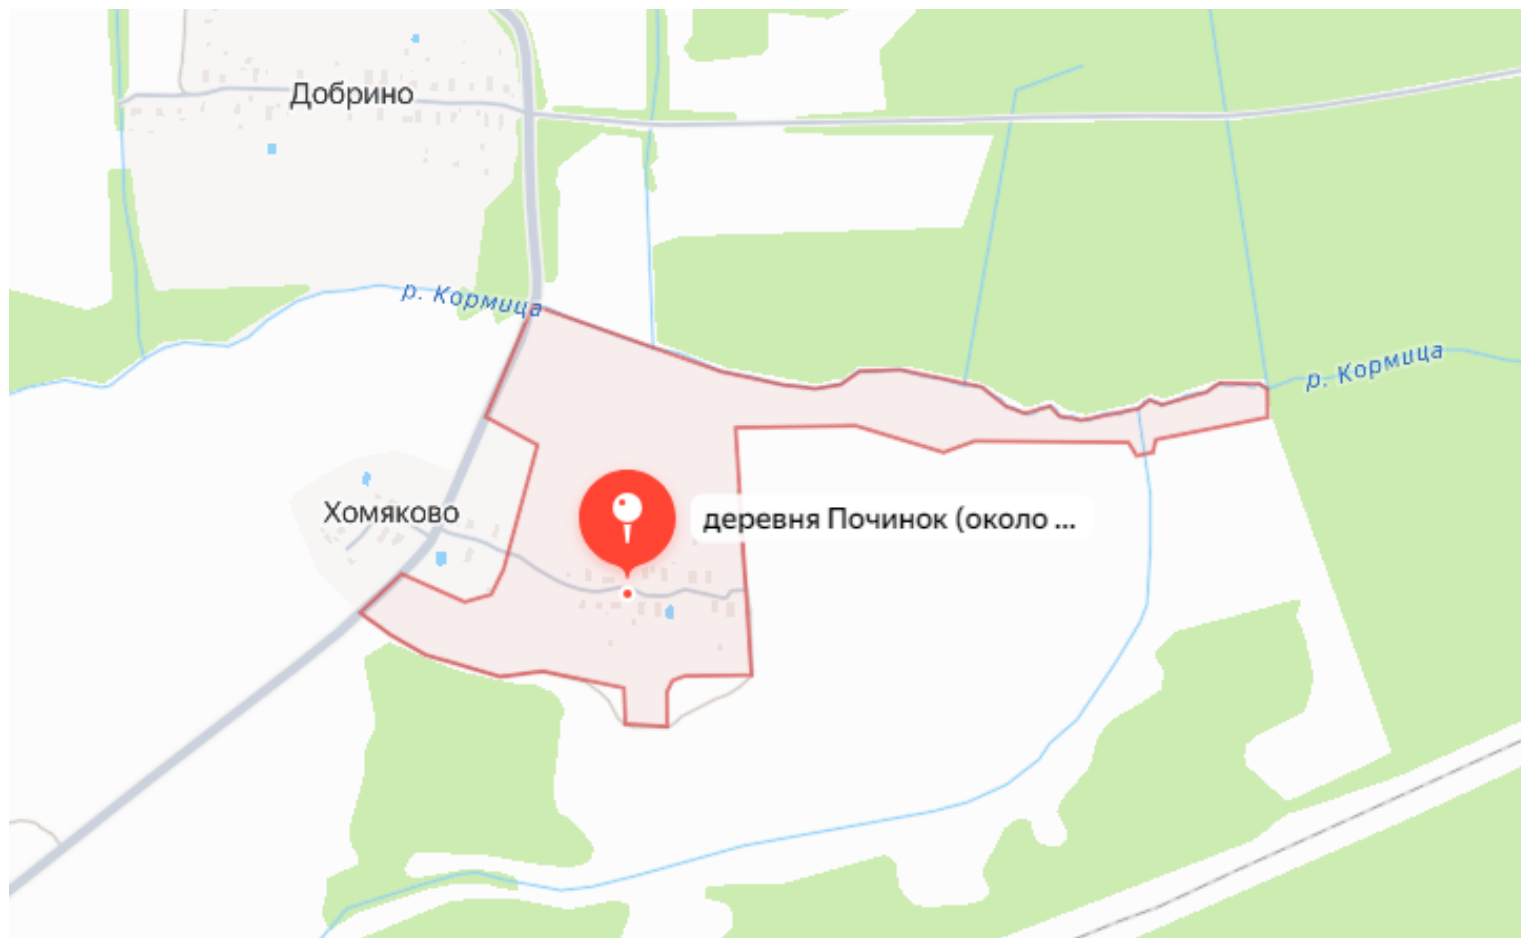 Добрино
р. Кормица
р. Кормица
Хомяково
деревня Починок (около ...